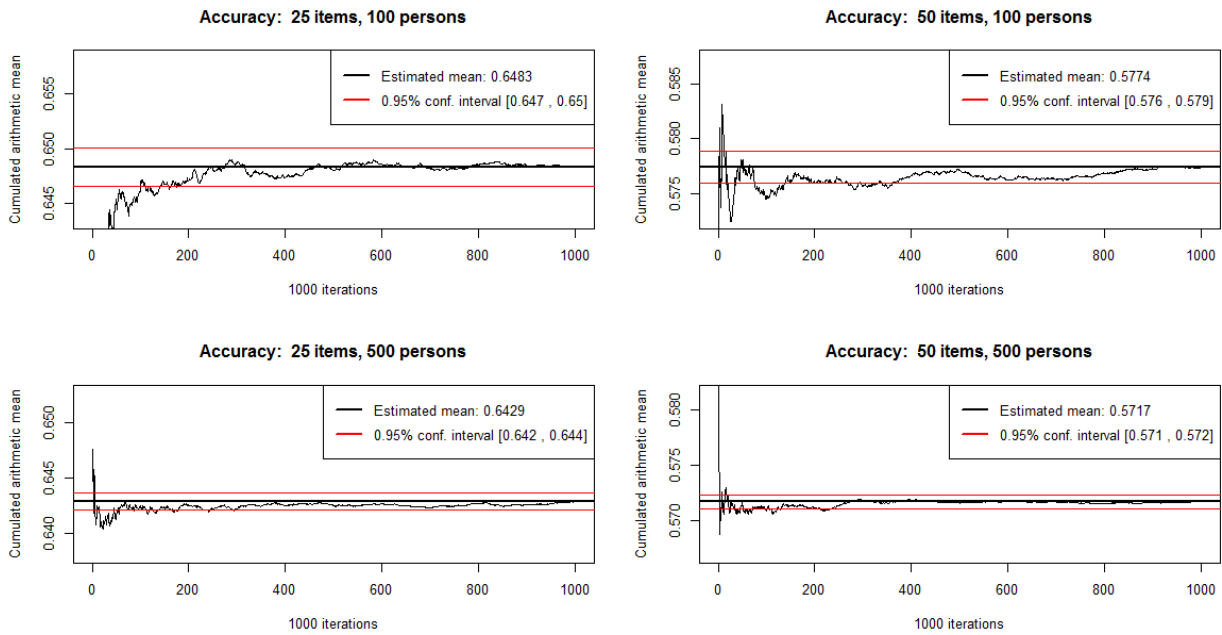 Accuracy:  25 items, 100 persons
Cumulated arithmetic mean
0.655
0.650
0.645
Estimated mean: 0.6483
0.95% conf. interval [0.647 , 0.65]
0 200 400 600 800 1000
1000 iterations
Accuracy:  50 items, 100 persons
Cumulated arithmetic mean
0.585
0.580
0.575
Estimated mean: 0.5774
0.95% conf. interval [0.576 , 0.579]
0 200 400 600 800 1000
1000 iterations
Accuracy:  25 items, 500 persons
Cumulated arithmetic mean
0.650
0.645
0.640
Estimated mean: 0.6429
0.95% conf. interval [0.642 , 0.644]
0 200 400 600 800 1000
1000 iterations
Accuracy:  50 items, 500 persons
Cumulated arithmetic mean
0.580
0.575
0.570
Estimated mean: 0.5717
0.95% conf. interval [0.571 , 0.572]
0 200 400 600 800 1000
1000 iterations